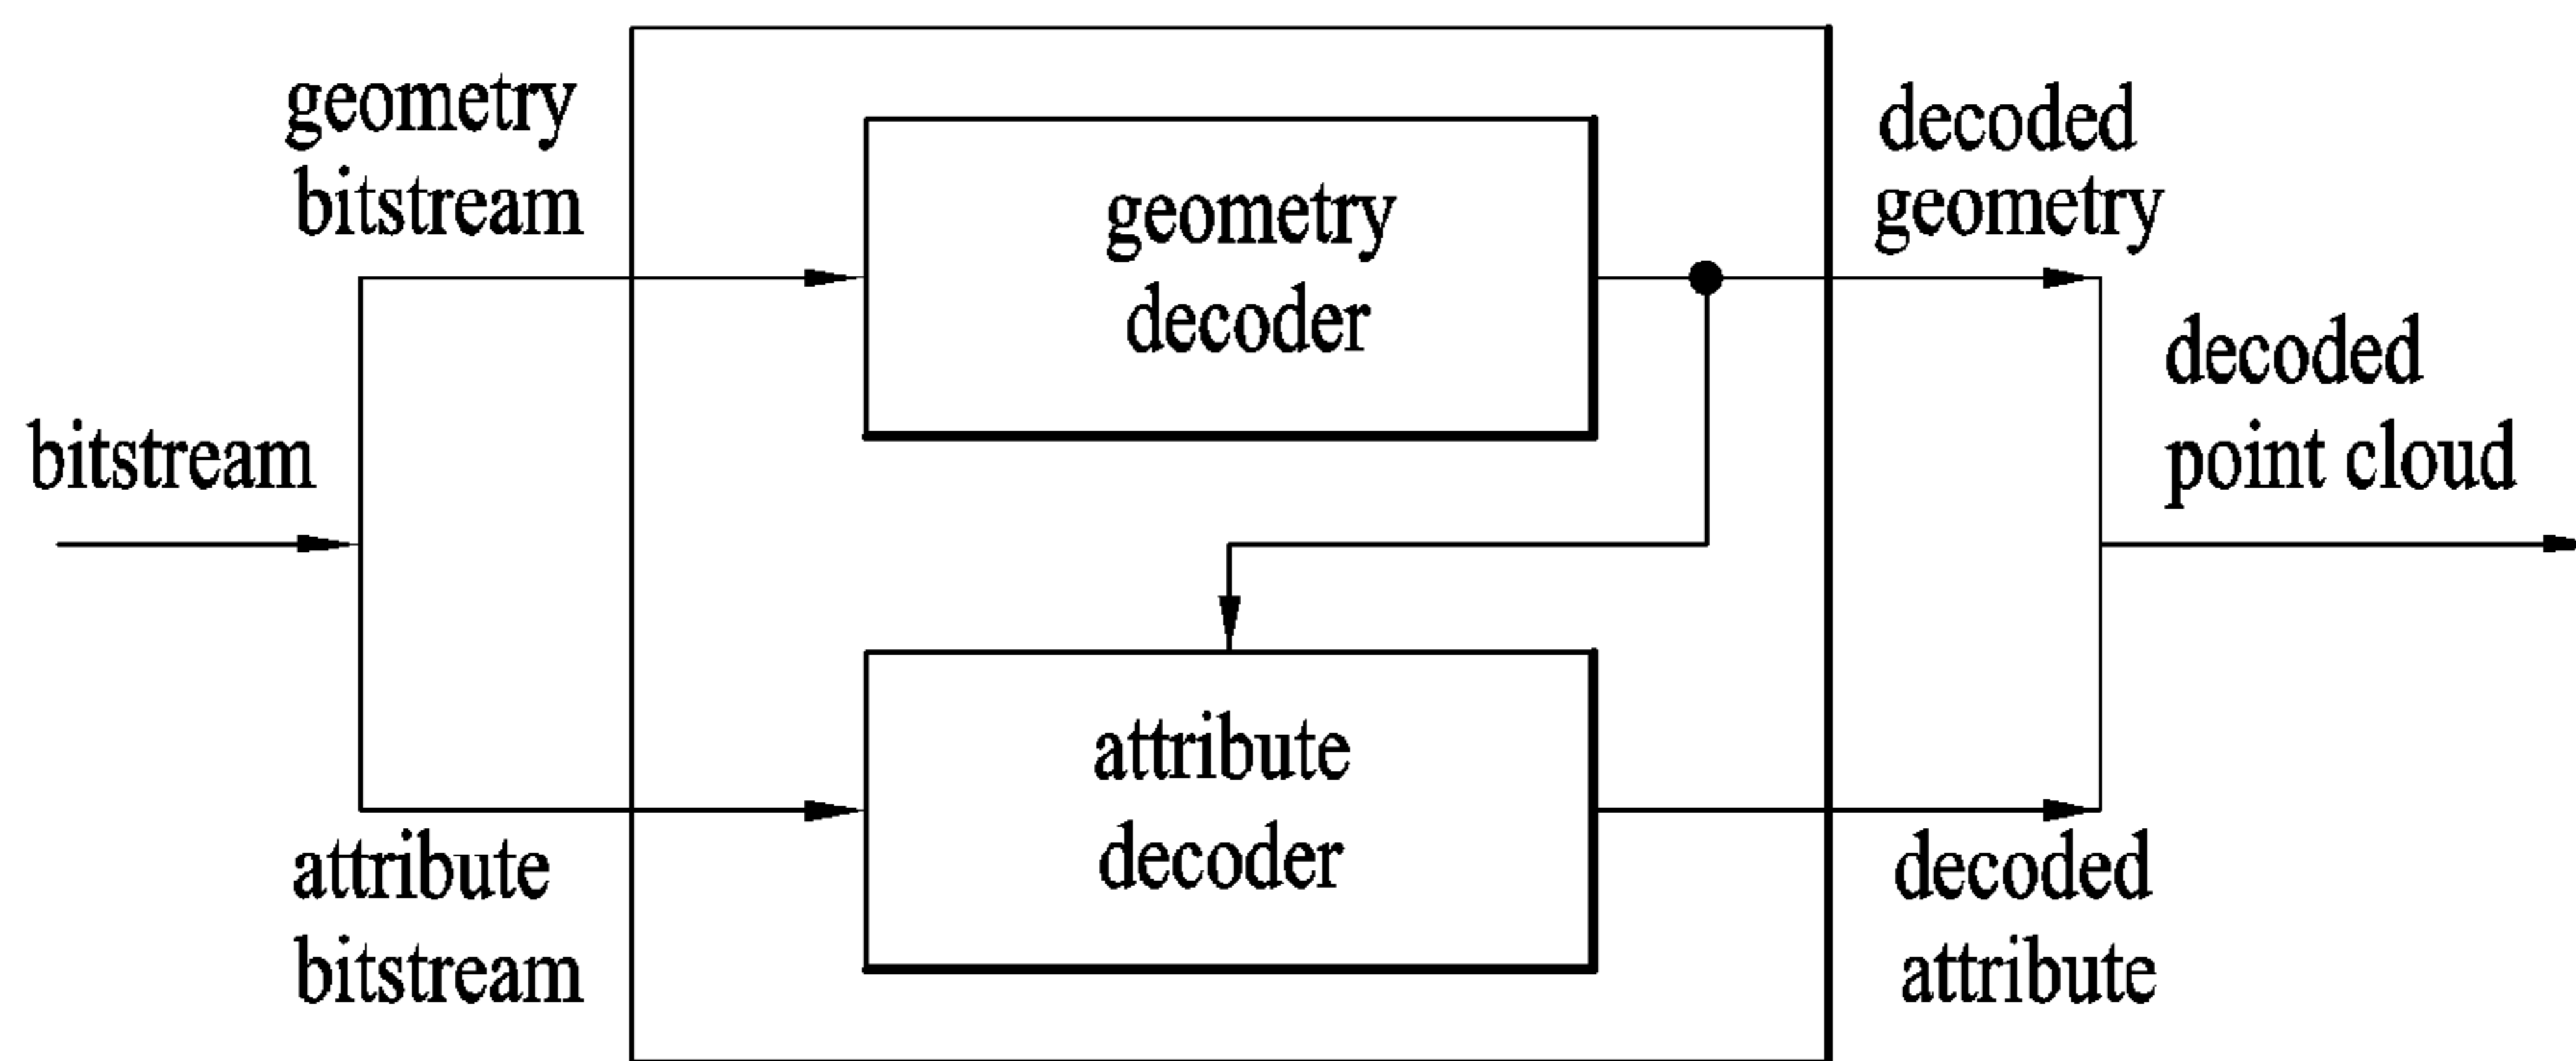 geometry
bitstream
geometry
decoder
decoded
geometry
bitstream
decoded
point cloud
attribute
bitstream
attribute
decoder
decoded
attribute